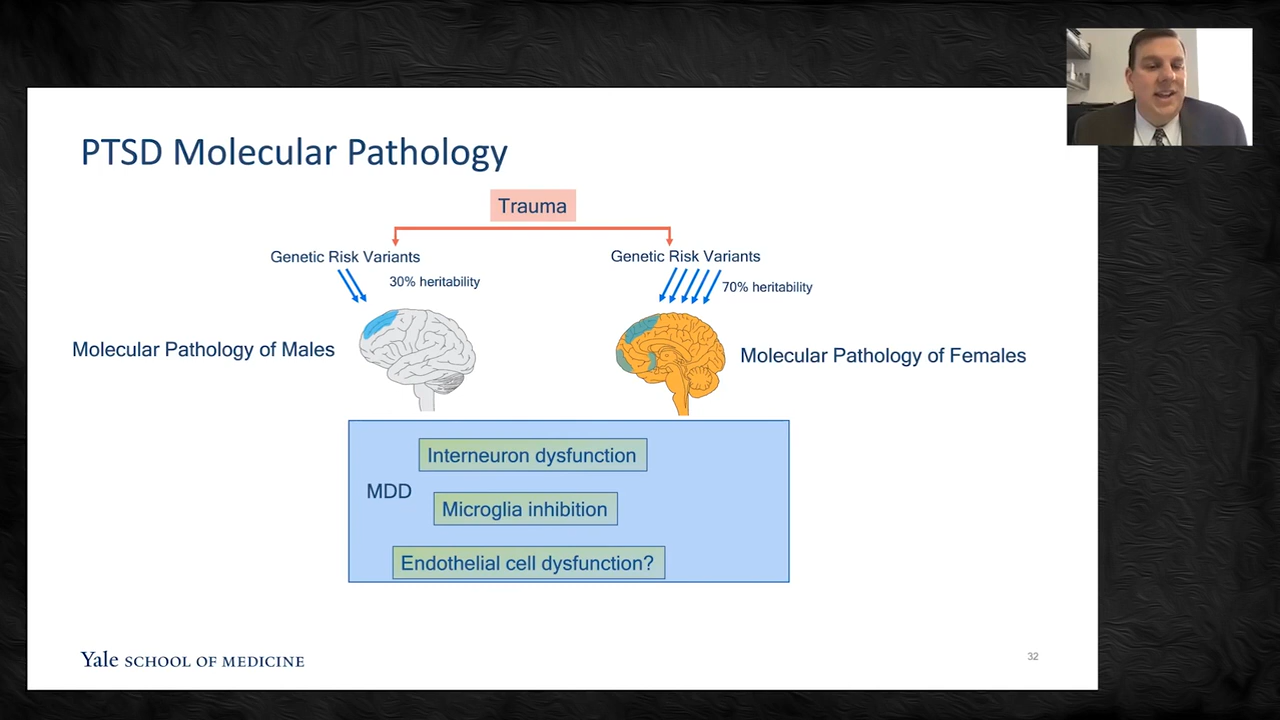 PTSD Molecular Pathology
Trauma
Genetic Risk Variants
Genetic Risk Variants
30% heritability
70% heritability
Molecular Pathology of Males
Molecular Pathology of Females
Interneuron dysfunction
MDD
Microglia inhibition
Endothelial cell dysfunction?
Yale SCHOOL OF MEDICINE
32